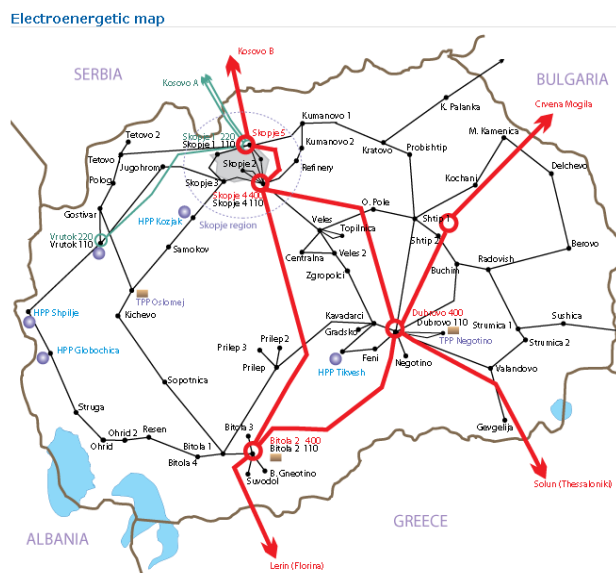 Electroenergetic map
Kosovo B
SERBIA
Kosovo A
BULGARIA
K. Palanka
Crvena Mogila
Kumanovo 1
Tetovo 2
Skopje 1 220
Skopje 5
Skopje 1 110
M. Kamenica
Kumanovo 2
Kratovo
Probishtip
Tetovo
Jugohrom
Skopje 2
Refinery
Delchevo
Polog
Skopje 3
Kochani
Skopje 4 40
Skopje 4 110
Gostivar
HPP Kozjak
O. Pole
Skopje region
Veles
Topilnica
Shtip 1
Vrutok 220
Vrutok 110
Samokov
Shtip 2
Berovo
Centralna
Veles 2
Buchim
Radovish
Zgropolci
TPP Oslomej
HPP Shpilje
Kichevo
Kavadarci
Dubrovo 400
Gradsko
Dubrovo 110
Sushica
Strumica 1
TPP Negotino
Prilep 2
Strumica 2
Prilep 3
HPP Globochica
Feni
Negotino
HPP Tikvesh
Prilep
Valandovo
Sopotnica
Struga
Bitola 3
Gevgelija
Resen
Ohrid 2
Ohrid
Bitola 1
Bitola 2 400
Bitola 2 110
Bitola 4
B. Gneotino
Suvodol
Solun (Thessaloniki)
GREECE
ALBANIA
Lerin (Florina)